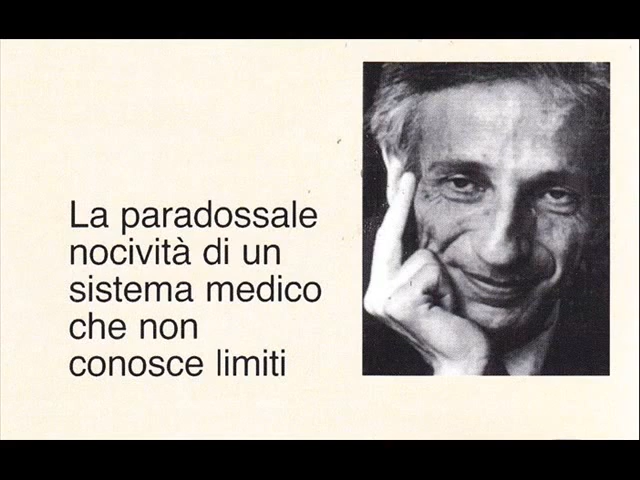 La paradossale
nocività di un
sistema medico
che non
conosce limiti